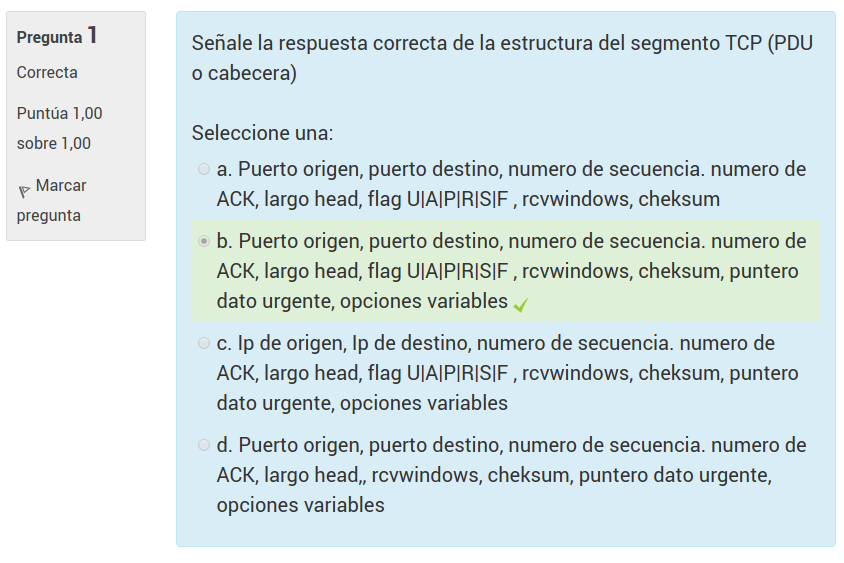 Pregunta 1
Correcta
Puntúa 1,00
sobre 1,00
Marcar
pregunta
Señale la respuesta correcta de la estructura del segmento TCP (PDU
o cabecera)
Seleccione una:
a. Puerto origen, puerto destino, numero de secuencia. numero de
ACK, largo head, flag U|A|P|R|S|F , rcvwindows, cheksum
b. Puerto origen, puerto destino, numero de secuencia. numero de
ACK, largo head, flag U|A|P|R|S|F , rcvwindows, cheksum, puntero
dato urgente, opciones variables
c. Ip de origen, Ip de destino, numero de secuencia. numero de
ACK, largo head, flag U|A|P|R|S|F , rcvwindows, cheksum, puntero
dato urgente, opciones variables
d. Puerto origen, puerto destino, numero de secuencia. numero de
ACK, largo head,, rcvwindows, cheksum, puntero dato urgente,
opciones variables